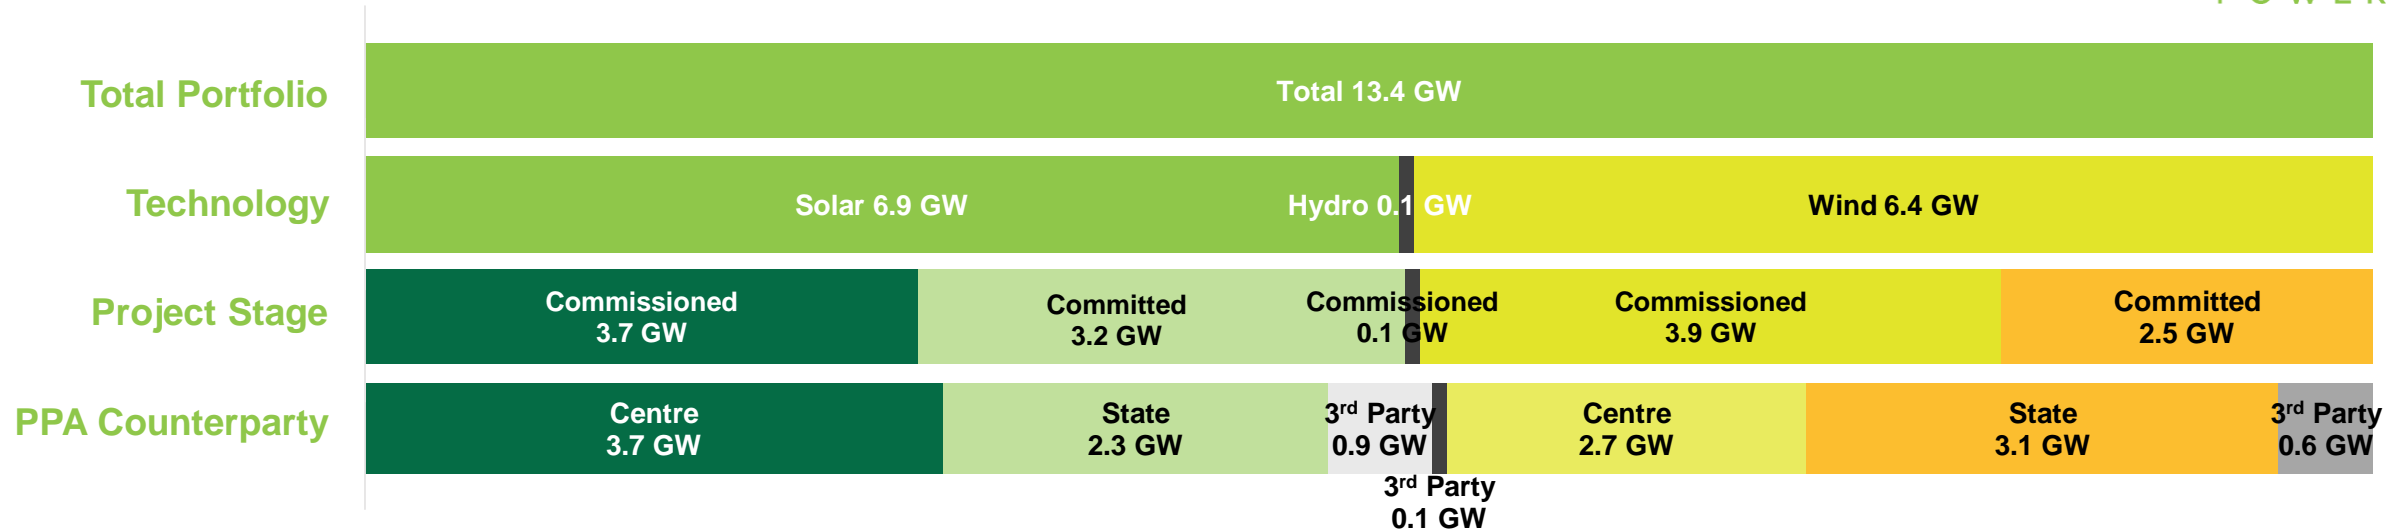 Total Portfolio
Total 13.4 GW
Technology
Solar 6.9 GW
Hydro 0.1 GW
Wind 6.4 GW
Project Stage
Commissioned
3.7 GW
Committed
3.2 GW
Commissioned
0.1 GW
Commissioned
3.9 GW
Committed
2.5 GW
PPA Counterparty
Centre
3.7 GW
State
2.3 GW
3rd Party
0.9 GW
3rd Party
0.1 GW
Centre
2.7 GW
State
3.1 GW
3rd Party
0.6 GW